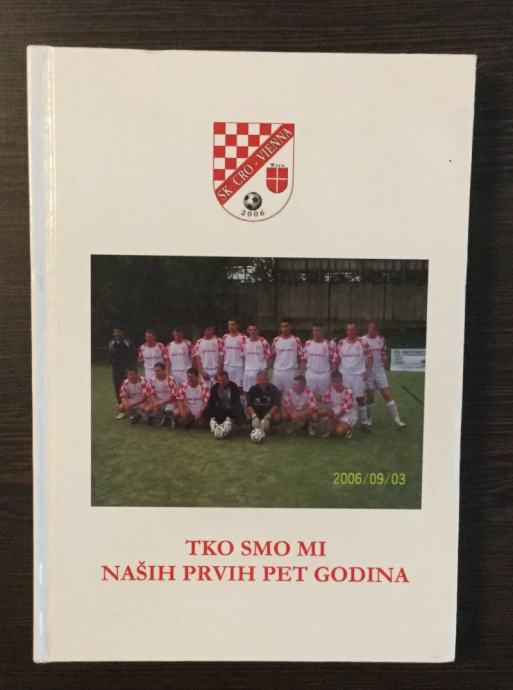 SK CRO - VIENNA
Wien
2006
2006/09/03
TKO SMO MI
NAŠIH PRVIH PET GODINA